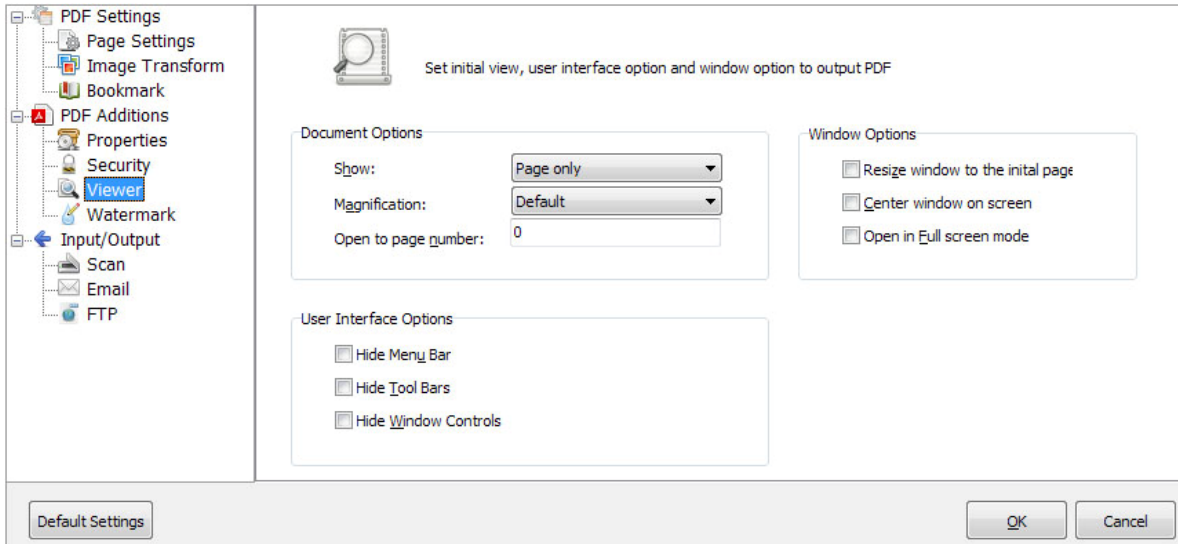 PDF Settings
Page Settings
Image Transform
Bookmark
PDF Additions
Properties
Security
Viewer
Watermark
Input/Output
Scan
Email
FTP
Set initial view, user interface option and window option to output PDF
Document Options
Show: Page only
Magnification: Default
Open to page number: 0
Window Options
Resize window to the inital page
Center window on screen
Open in Full screen mode
User Interface Options
Hide Menu Bar
Hide Tool Bars
Hide Window Controls
Default Settings
OK
Cancel